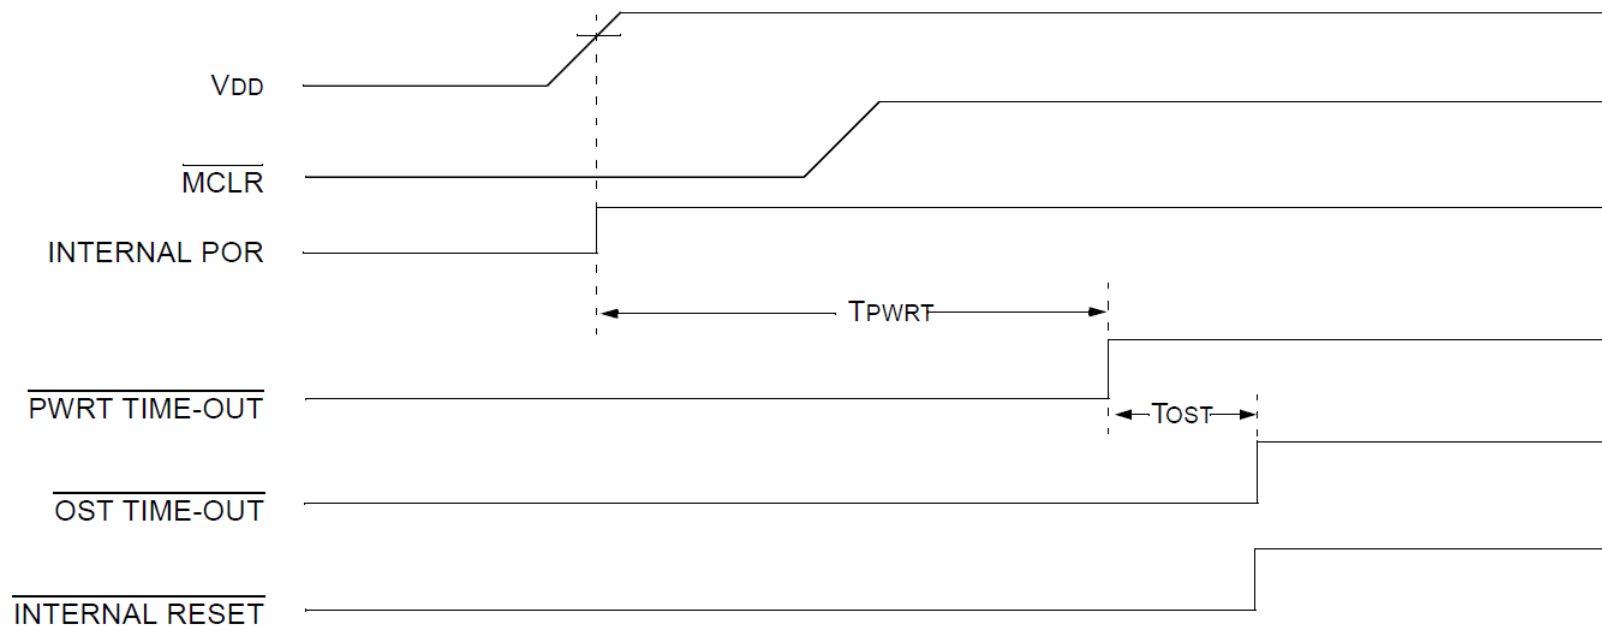 VDD
MCLR
INTERNAL POR
TPWRT
PWRT TIME-OUT
TOST
OST TIME-OUT
INTERNAL RESET